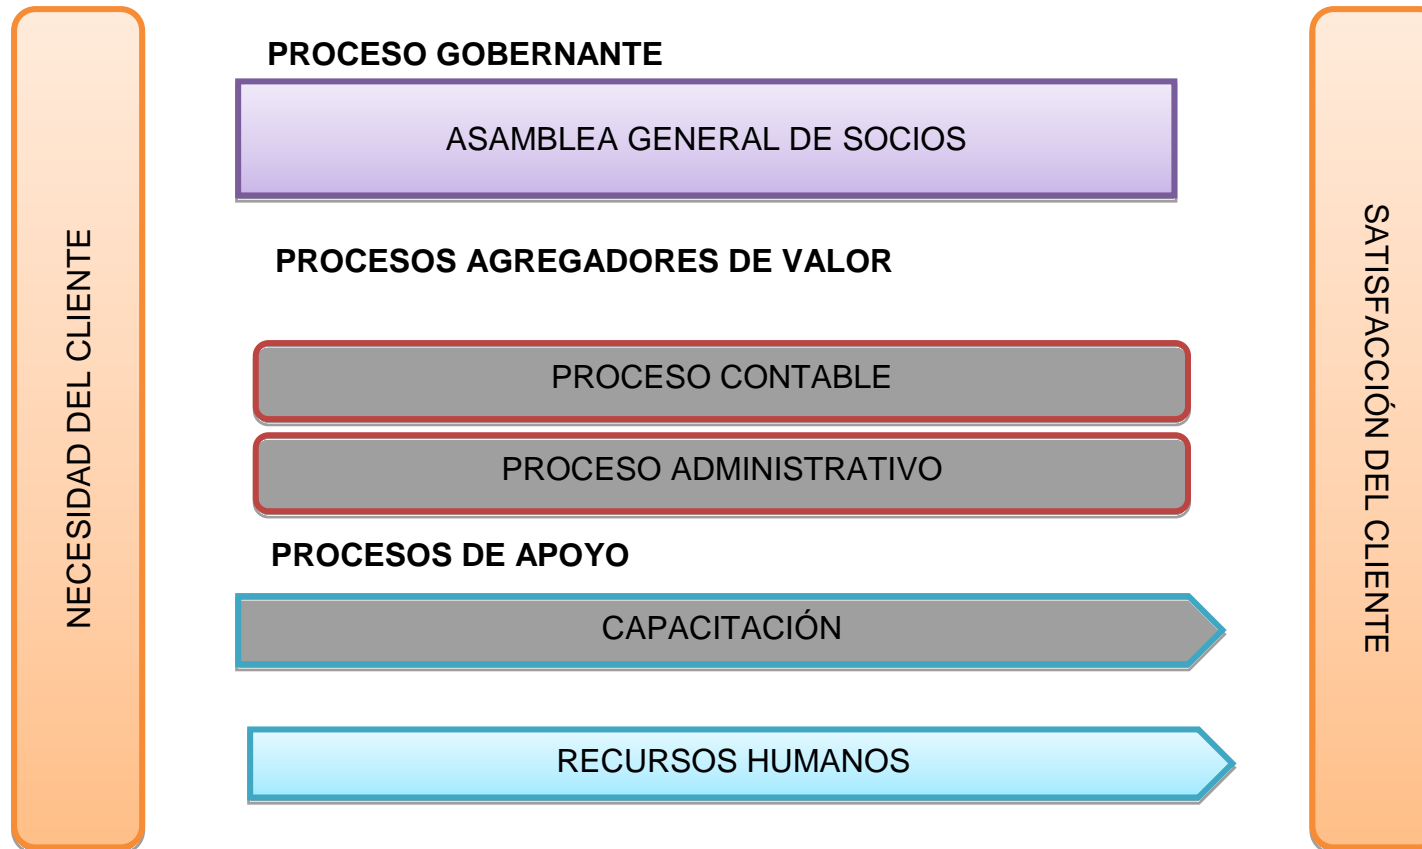 NECESIDAD DEL CLIENTE
PROCESO GOBERNANTE
ASAMBLEA GENERAL DE SOCIOS
PROCESOS AGREGADORES DE VALOR
PROCESO CONTABLE
PROCESO ADMINISTRATIVO
PROCESOS DE APOYO
CAPACITACIÓN
RECURSOS HUMANOS
SATISFACCIÓN DEL CLIENTE